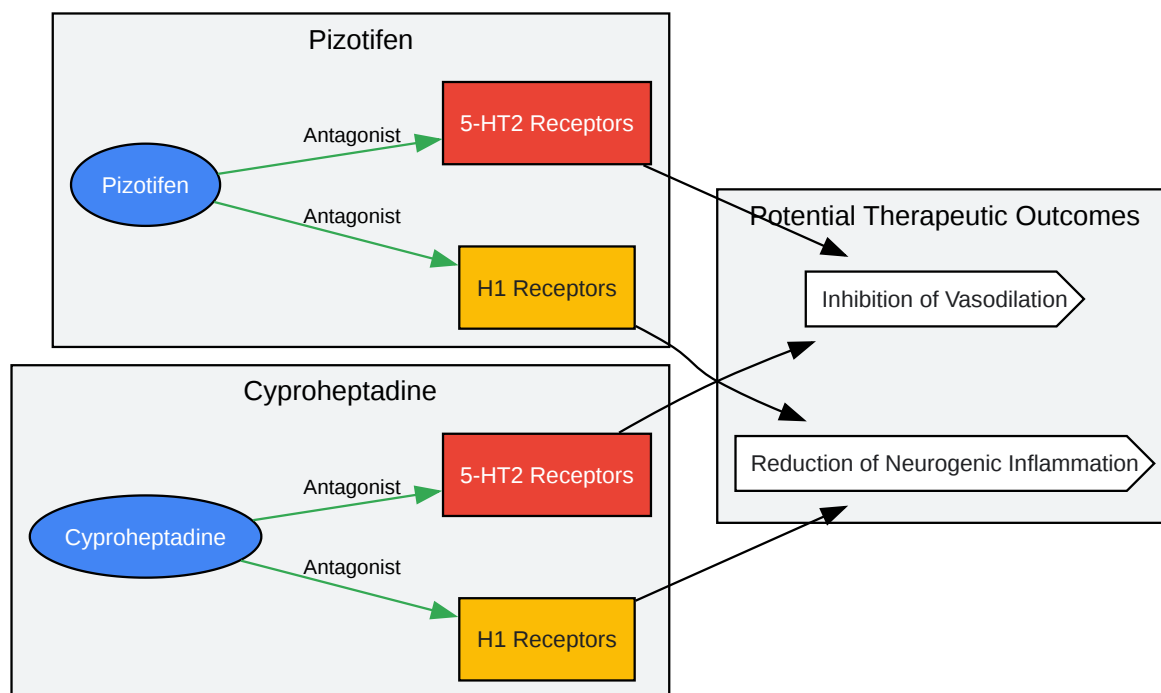 Pizotifen
5-HT2 Receptors
Antagonist
Pizotifen
Antagonist
H1 Receptors
Cyproheptadine
5-HT2 Receptors
Antagonist
Cyproheptadine
Antagonist
H1 Receptors
Potential Therapeutic Outcomes
Inhibition of Vasodilation
Reduction of Neurogenic Inflammation